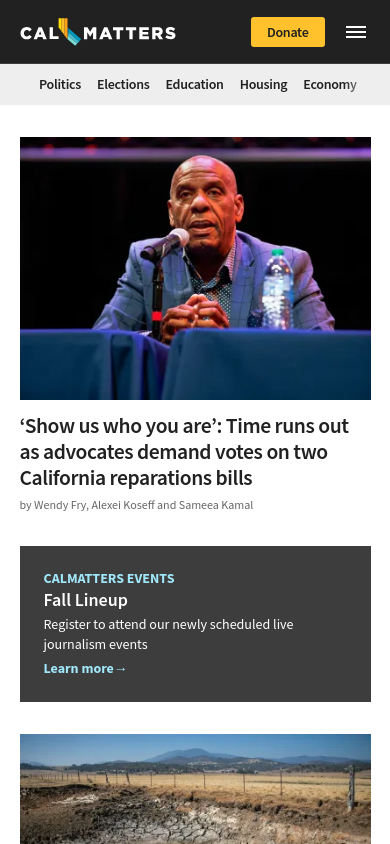 CALMATTERS
Donate
Politics Elections Education Housing Economy
‘Show us who you are’: Time runs out
as advocates demand votes on two
California reparations bills
by Wendy Fry, Alexei Koseff and Sameea Kamal
CALMATTERS EVENTS
Fall Lineup
Register to attend our newly scheduled live
journalism events
Learn more→